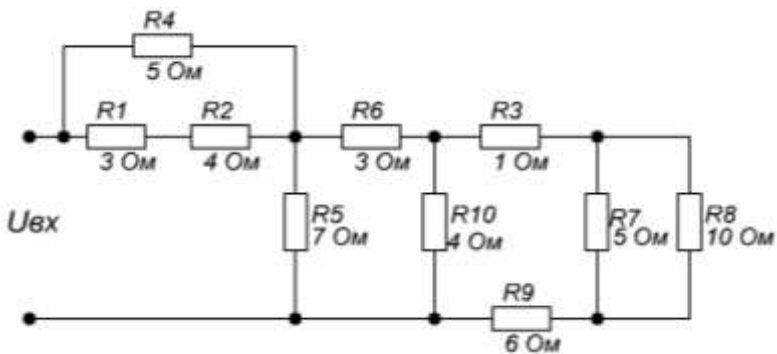 R4
5 Ом
R1
3 Ом
R2
4 Ом
R6
3 Ом
R3
1 Ом
Uвх
R5
7 Ом
R10
4 Ом
R7
5 Ом
R8
10 Ом
R9
6 Ом